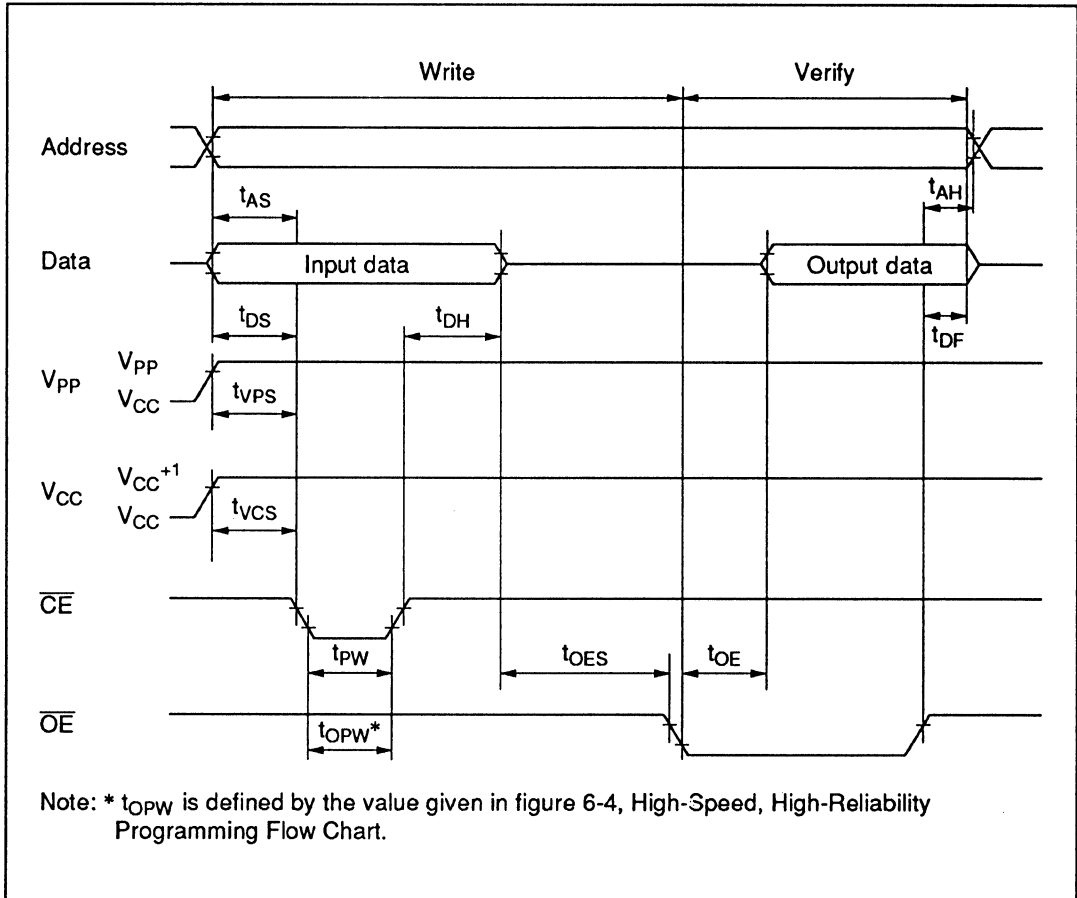 Write Verify
Address
tAH
tAS
Data Input data Output data
tDS tDH tDF
VPP VPP
VCC tVPS
VCC VCC+1
VCC tVCS
CE
tPW tOES tOE
OE
tOPW*
Note: * tOPW is defined by the value given in figure 6-4, High-Speed, High-Reliability
Programming Flow Chart.